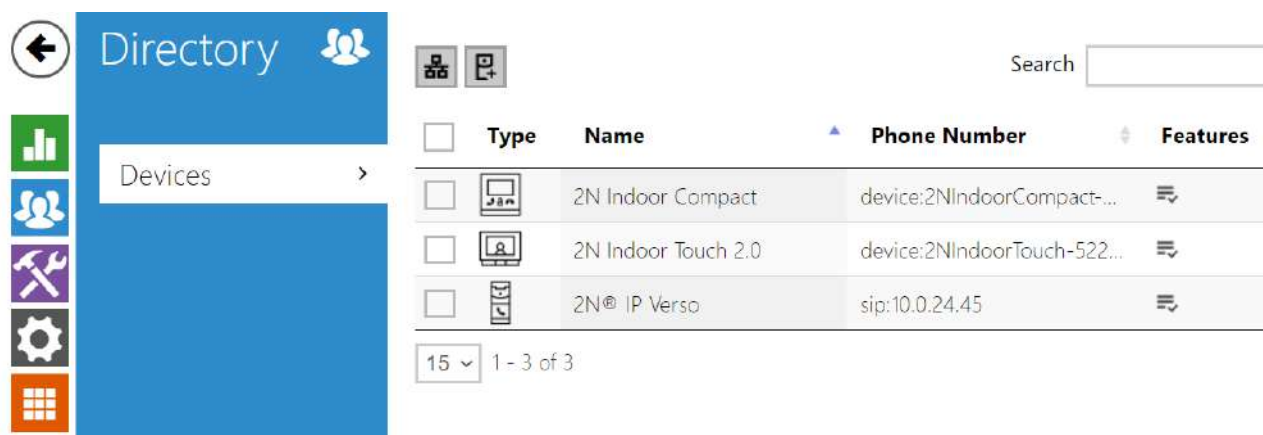 Directory
Devices
Search
Type Name Phone Number Features
2N Indoor Compact device:2NIndoorCompact-...
2N Indoor Touch 2.0 device:2NIndoorTouch-522...
2N® IP Verso sip:10.0.24.45
15 1 - 3 of 3